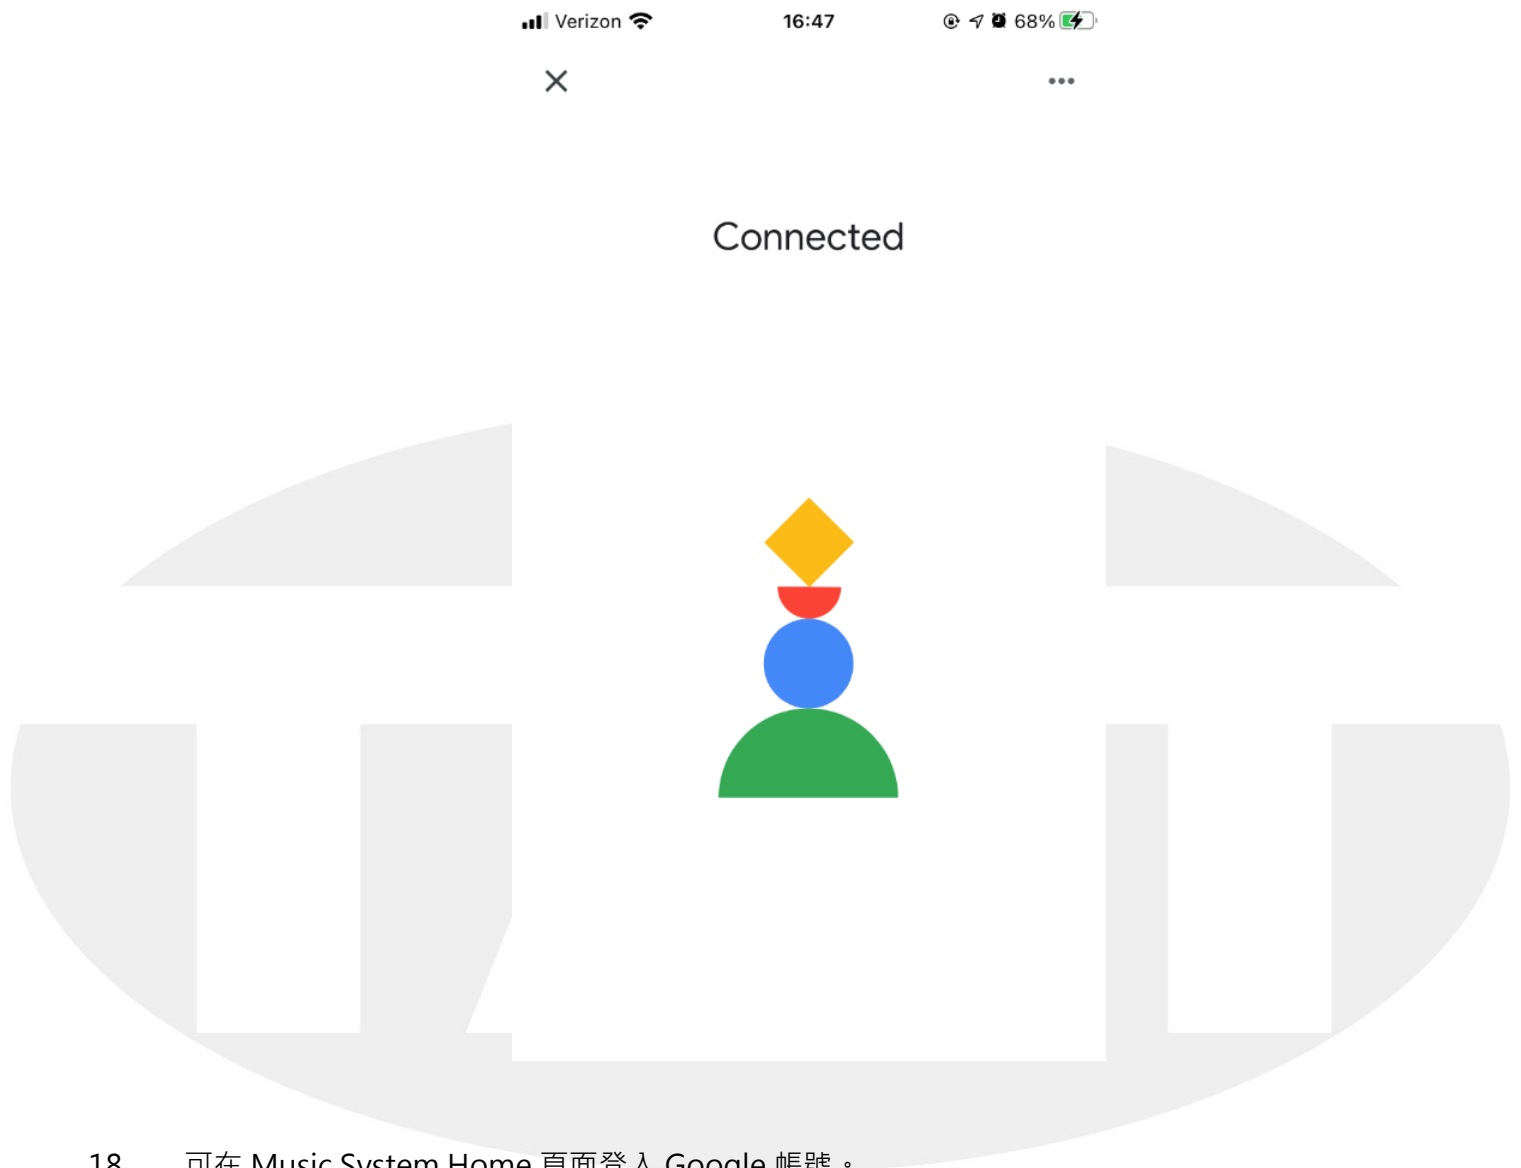 Verizon 16:47 68%
Connected
18. 可在 Music System Home 頁面登入 Google 帳號。